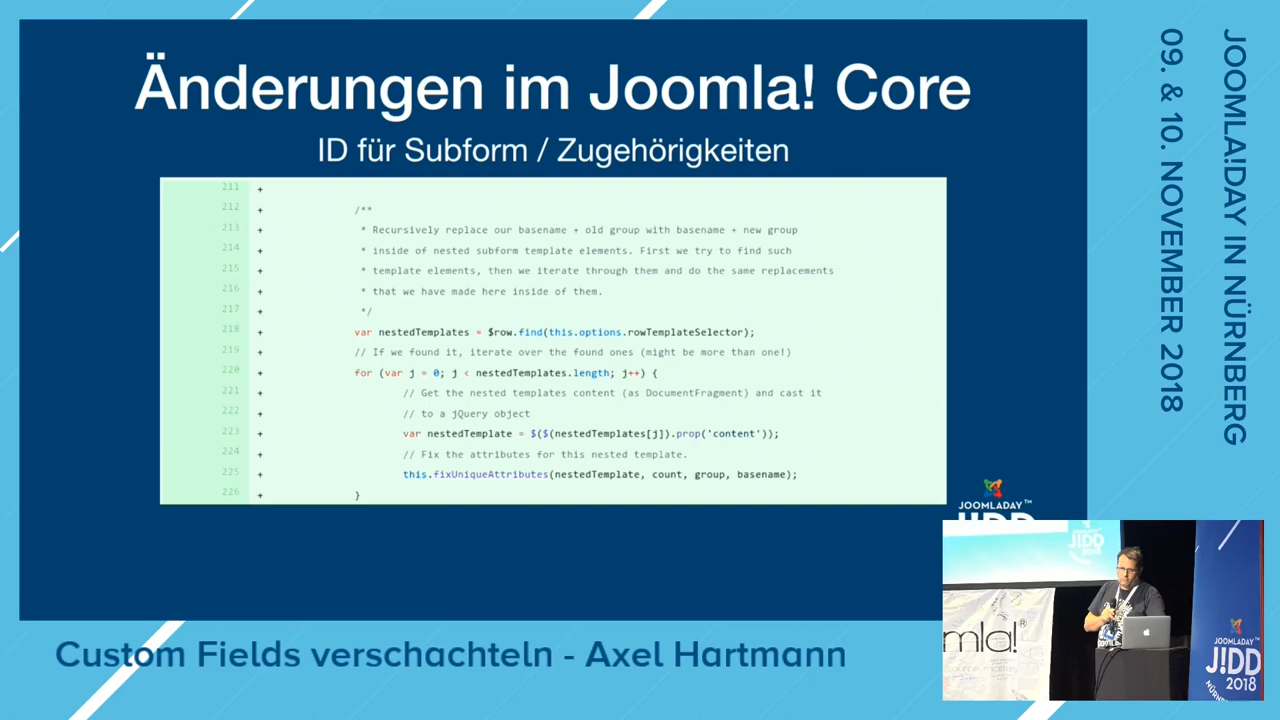 Änderungen im Joomla! Core
ID für Subform / Zugehörigkeiten
211 +
212 + /**
213 + * Recursively replace our basename + old group with basename + new group
214 + * inside of nested subform template elements. First we try to find such
215 + * template elements, then we iterate through them and do the same replacements
216 + * that we have made here inside of them.
217 + */
218 + var nestedTemplates = $row.find(this.options.rowTemplateSelector);
219 + // If we found it, iterate over the found ones (might be more than one!)
220 + for (var j = 0; j < nestedTemplates.length; j++) {
221 + // Get the nested templates content (as DocumentFragment) and cast it
222 + // to a jQuery object
223 + var nestedTemplate = $($(nestedTemplates[j]).prop('content'));
224 + // Fix the attributes for this nested template.
225 + this.fixUniqueAttributes(nestedTemplate, count, group, basename);
226 + }
JOOMLADAY™
JOOMLA!DAY IN NÜRNBERG
09. & 10. NOVEMBER 2018
J!DD
2018
mla!®
JOOMLADAY™
J!DD
2018
Custom Fields verschachteln - Axel Hartmann